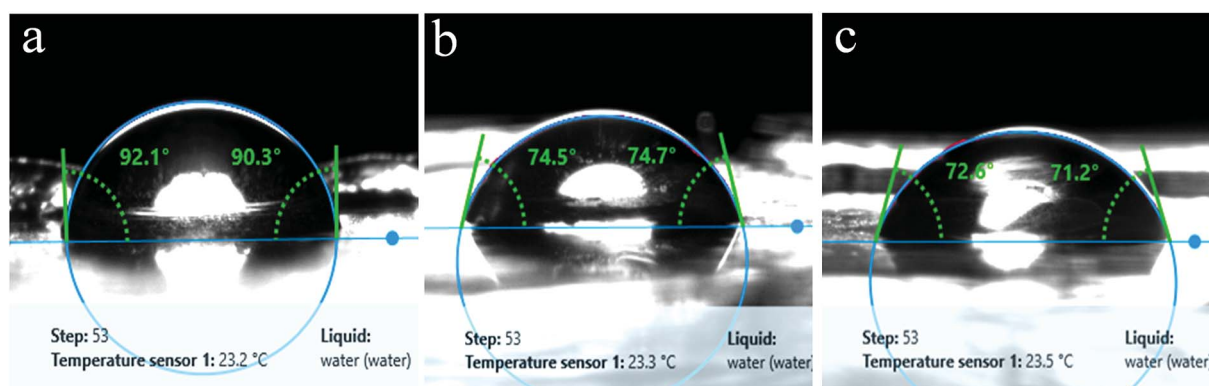 a
92.1° 90.3°
Step: 53
Temperature sensor 1: 23.2 °C
Liquid:
water (water)
b
74.5° 74.7°
Step: 53
Temperature sensor 1: 23.3 °C
Liquid:
water (water)
c
72.6° 71.2°
Step: 53
Temperature sensor 1: 23.5 °C
Liquid:
water (water)